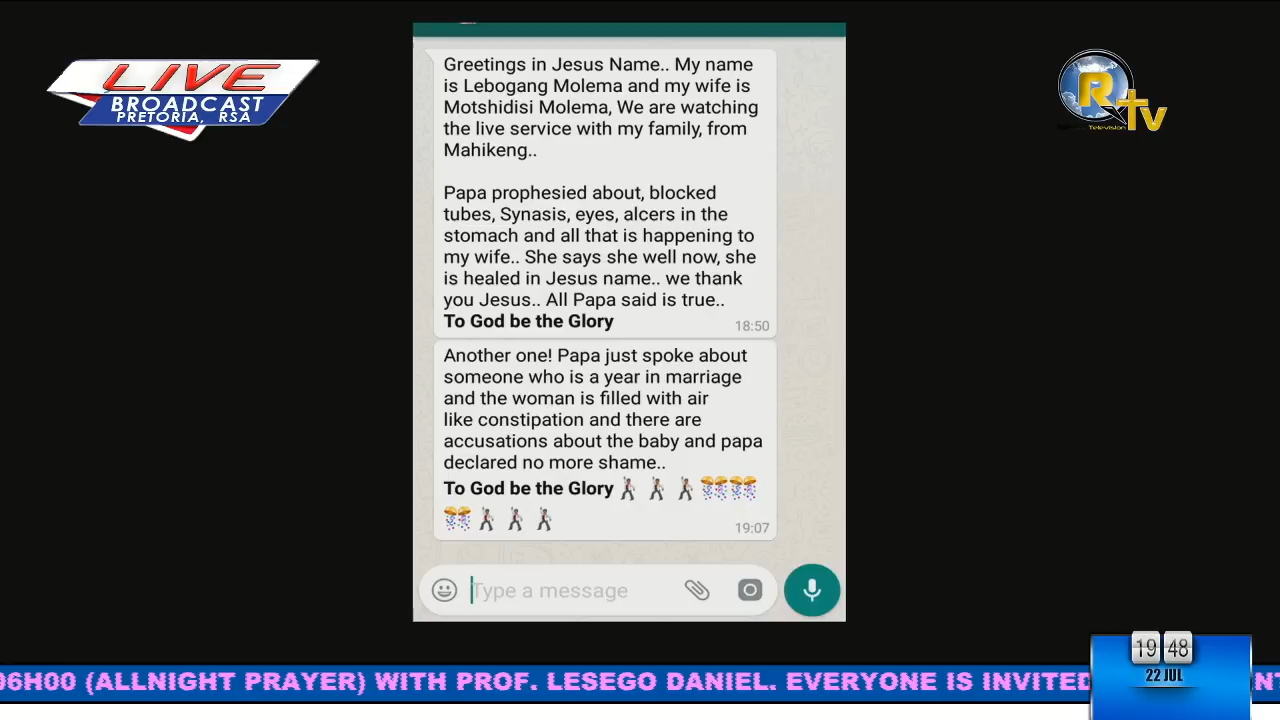 LIVE
BROADCAST
PRETORIA, RSA
R tv
Television
Greetings in Jesus Name.. My name
is Lebogang Molema and my wife is
Motshidisi Molema, We are watching
the live service with my family, from
Mahikeng..
Papa prophesied about, blocked
tubes, Synasis, eyes, alcers in the
stomach and all that is happening to
my wife.. She says she well now, she
is healed in Jesus name.. we thank
you Jesus.. All Papa said is true..
To God be the Glory
18:50
Another one! Papa just spoke about
someone who is a year in marriage
and the woman is filled with air
like constipation and there are
accusations about the baby and papa
declared no more shame..
To God be the Glory
19:07
Type a message
19 48
22 JUL
06H00 (ALLNIGHT PRAYER) WITH PROF. LESEGO DANIEL. EVERYONE IS INVITED